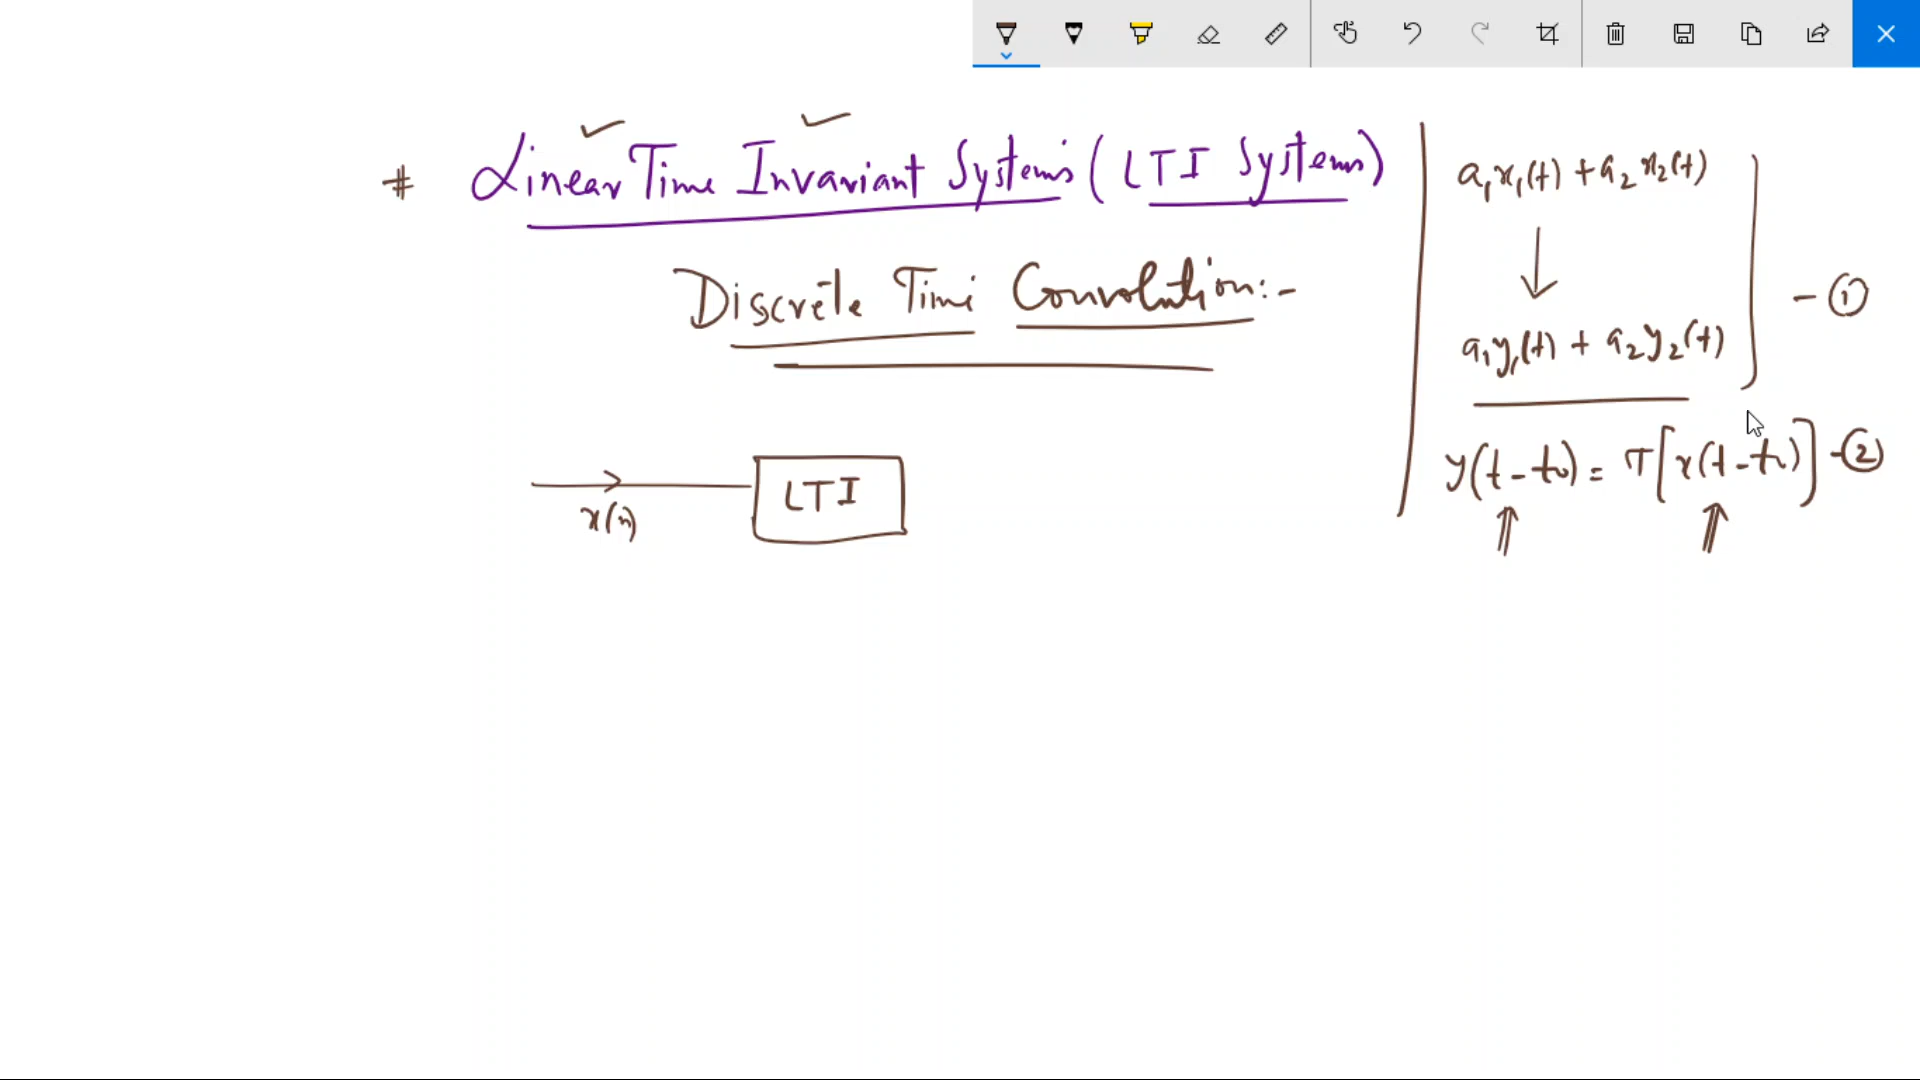 # Linear Time Invariant Systems (LTI Systems)
Discrete Time Convolution:-
x(n)
LTI
a₁x₁(t) + a₂x₂(t)
↓
a₁y₁(t) + a₂y₂(t)
- ①
y(t-t₀) = T[x(t-t₀)] - ②